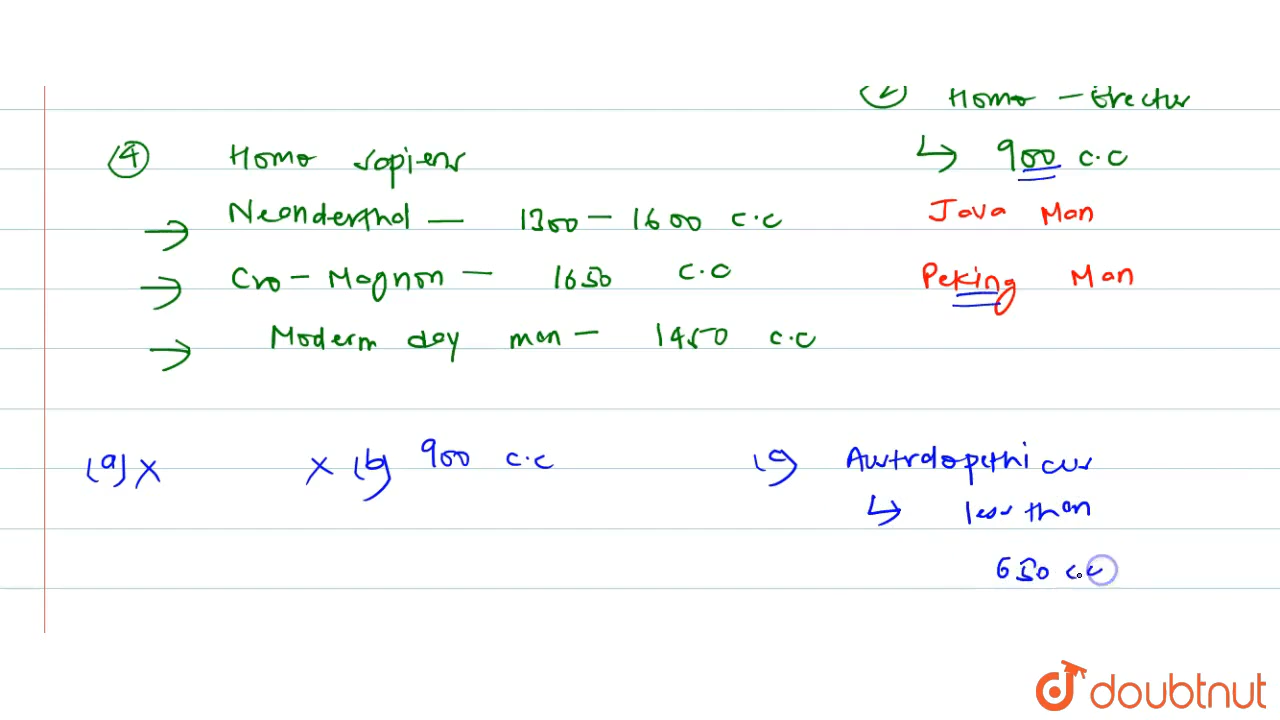 ② Homo - Erectus
④ Homo sapiens
↳ 900 c.c
→ Neanderthal - 1300 - 1600 c.c
Java Man
→ Cro-Magnon - 1650 c.c
Peking Man
→ Modern day man - 1450 c.c
(a) x x (b) 900 c.c (c) Australopethicus
↳ less than
650 c.c
doubtnut